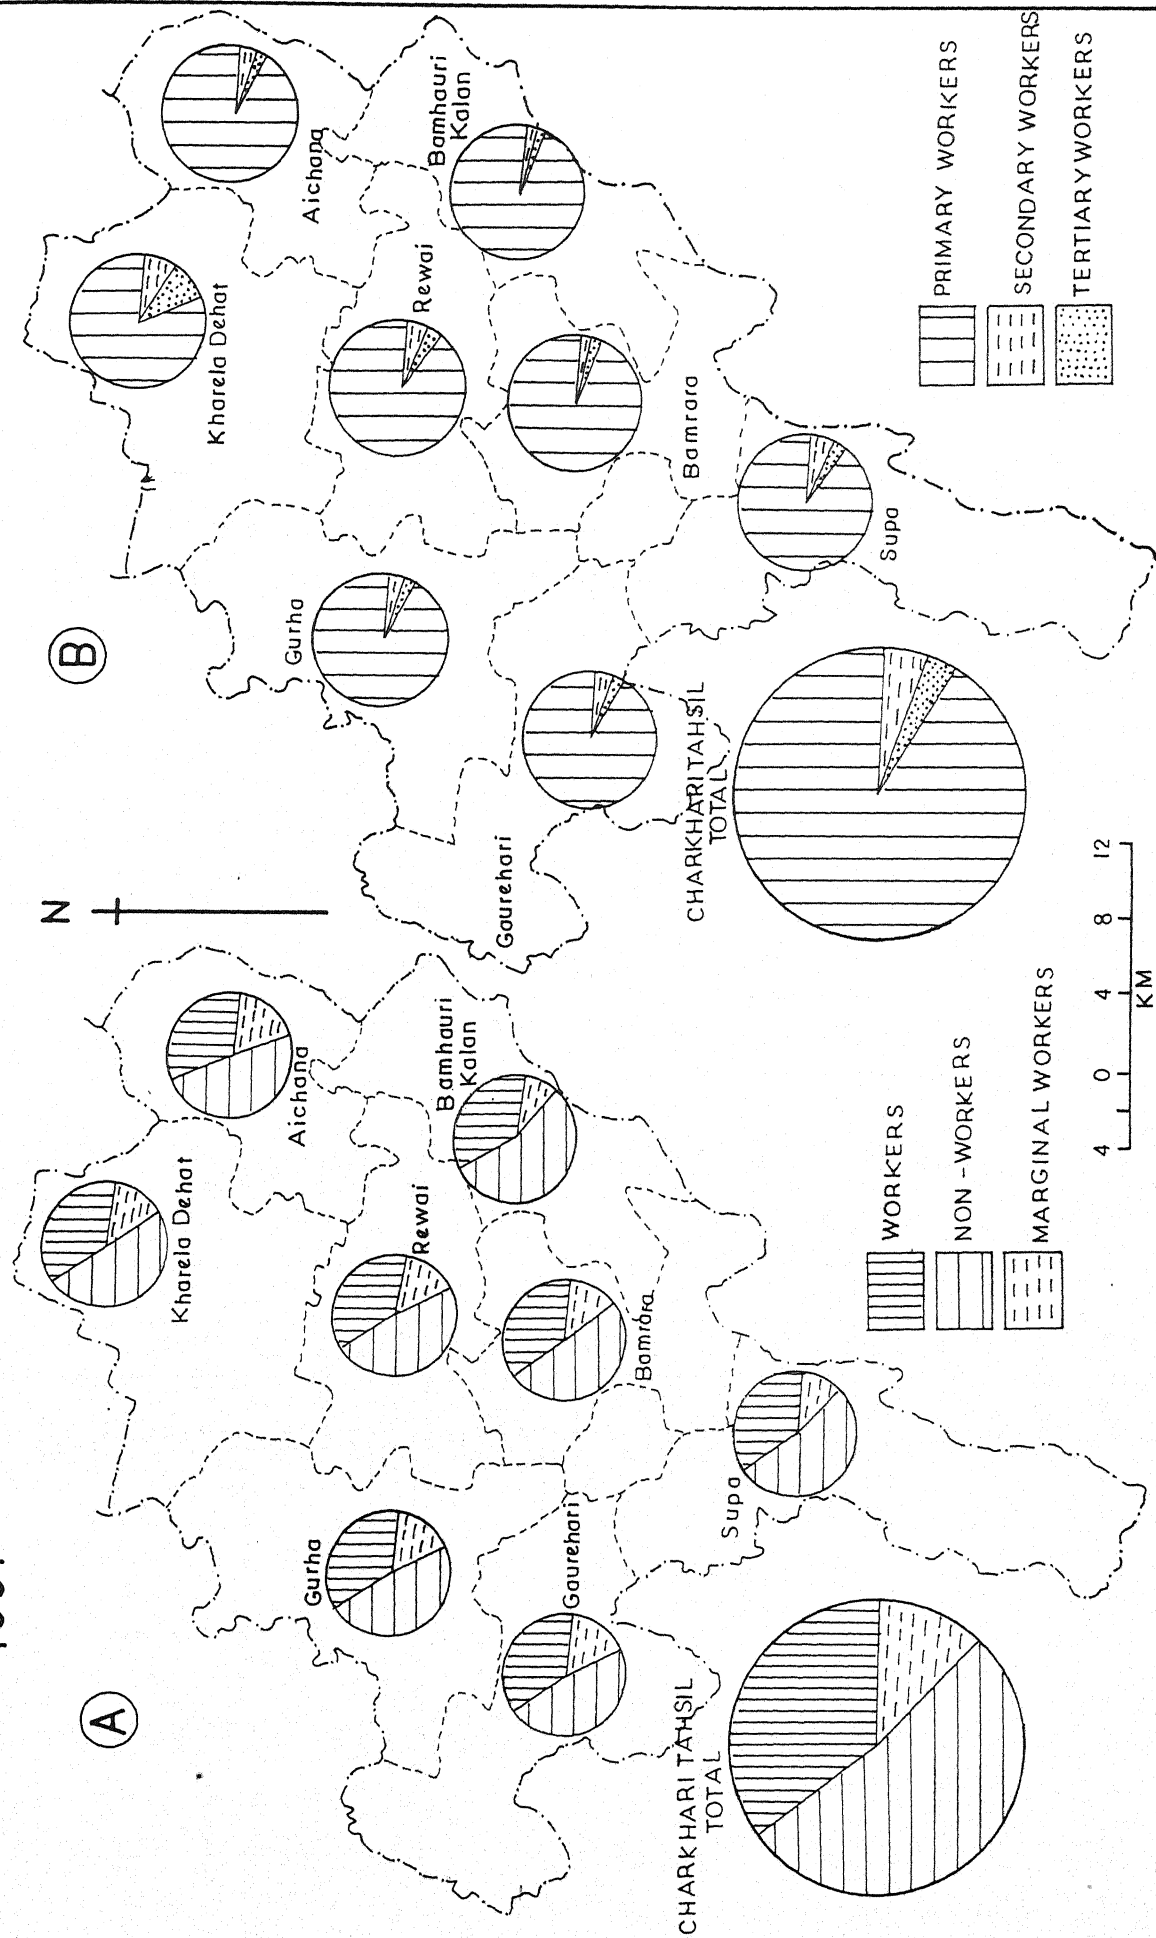 A
Kharela Dehat
Aichana
Gurha
Rewai
Bamhauri
Kalan
Gaurehari
Bamrara
Supa
CHARKHARI TAHSIL
TOTAL
WORKERS
NON-WORKERS
MARGINAL WORKERS
N
4 0 4 8 12
KM
B
Kharela Dehat
Aichana
Gurha
Rewai
Bamhauri
Kalan
Gaurehari
Bamrara
Supa
CHARKHARI TAHSIL
TOTAL
PRIMARY WORKERS
SECONDARY WORKERS
TERTIARY WORKERS